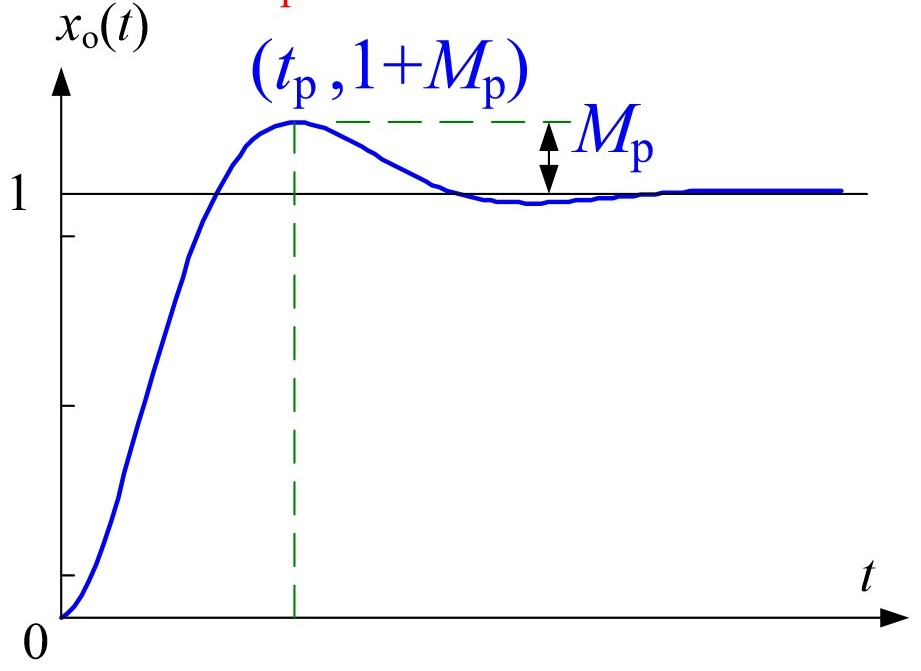 p
xₒ(t)
(tₚ,1+Mₚ)
Mₚ
1
t
0